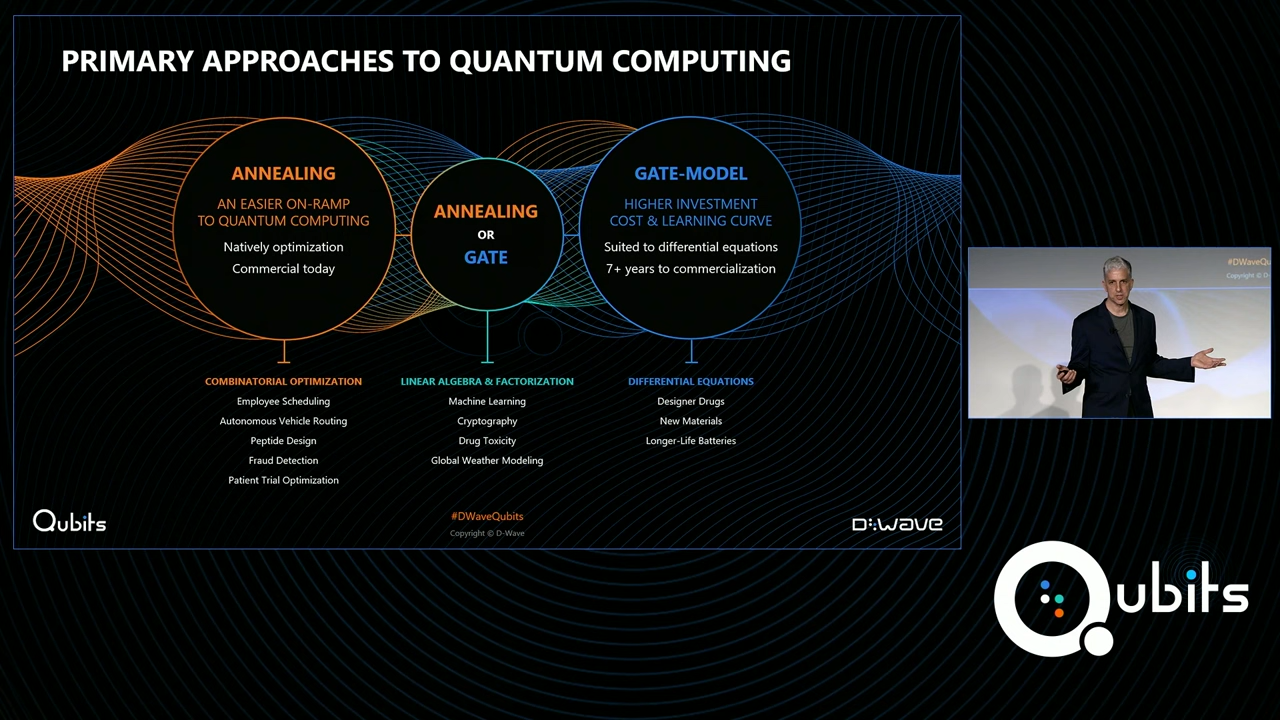 PRIMARY APPROACHES TO QUANTUM COMPUTING
ANNEALING
AN EASIER ON-RAMP
TO QUANTUM COMPUTING
Natively optimization
Commercial today
ANNEALING
OR
GATE
GATE-MODEL
HIGHER INVESTMENT
COST & LEARNING CURVE
Suited to differential equations
7+ years to commercialization
COMBINATORIAL OPTIMIZATION
Employee Scheduling
Autonomous Vehicle Routing
Peptide Design
Fraud Detection
Patient Trial Optimization
LINEAR ALGEBRA & FACTORIZATION
Machine Learning
Cryptography
Drug Toxicity
Global Weather Modeling
DIFFERENTIAL EQUATIONS
Designer Drugs
New Materials
Longer-Life Batteries
Qubits
#DWaveQubits
Copyright © D-Wave
D:Wave
#DWaveQu
Copyright © D-
Qubits